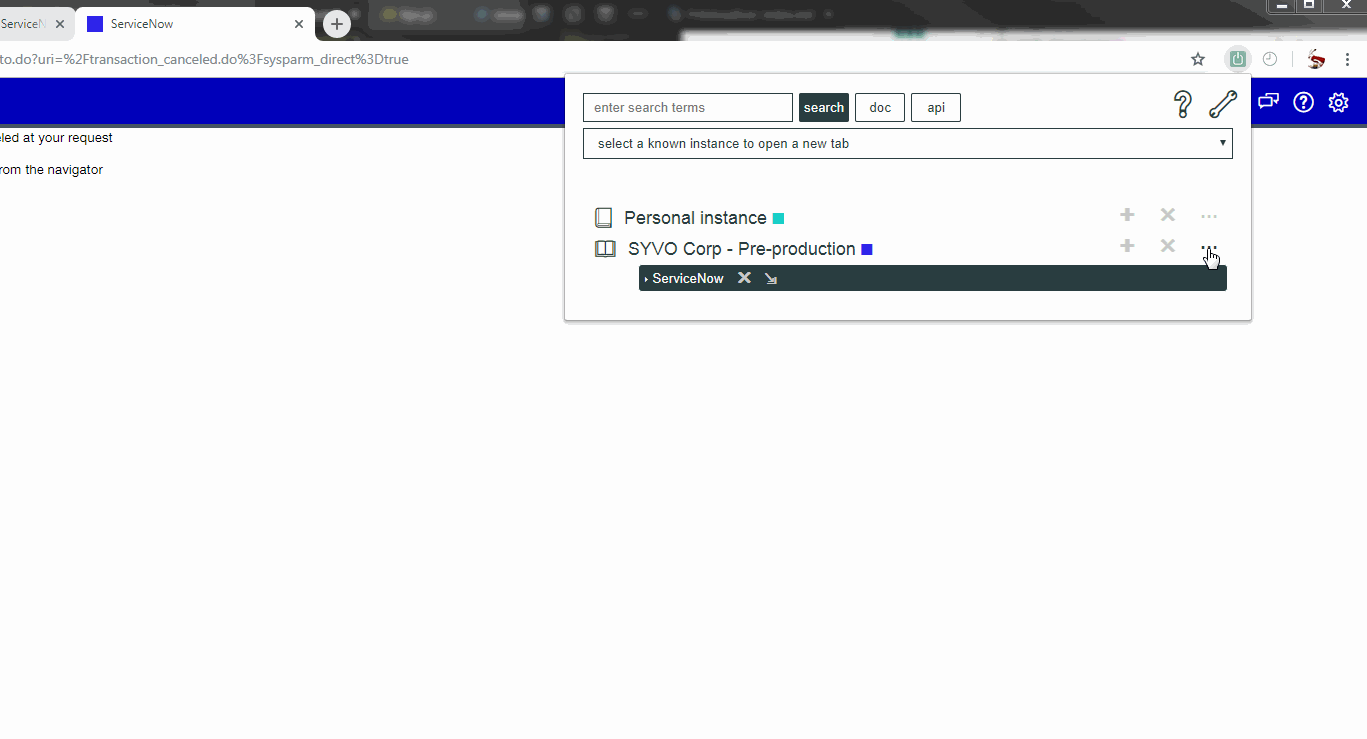 ServiceN
ServiceNow
to.do?uri=%2Ftransaction_canceled.do%3Fsysparm_direct%3Dtrue
led at your request
rom the navigator
enter search terms search doc api
select a known instance to open a new tab
Personal instance
SYVO Corp - Pre-production
ServiceNow